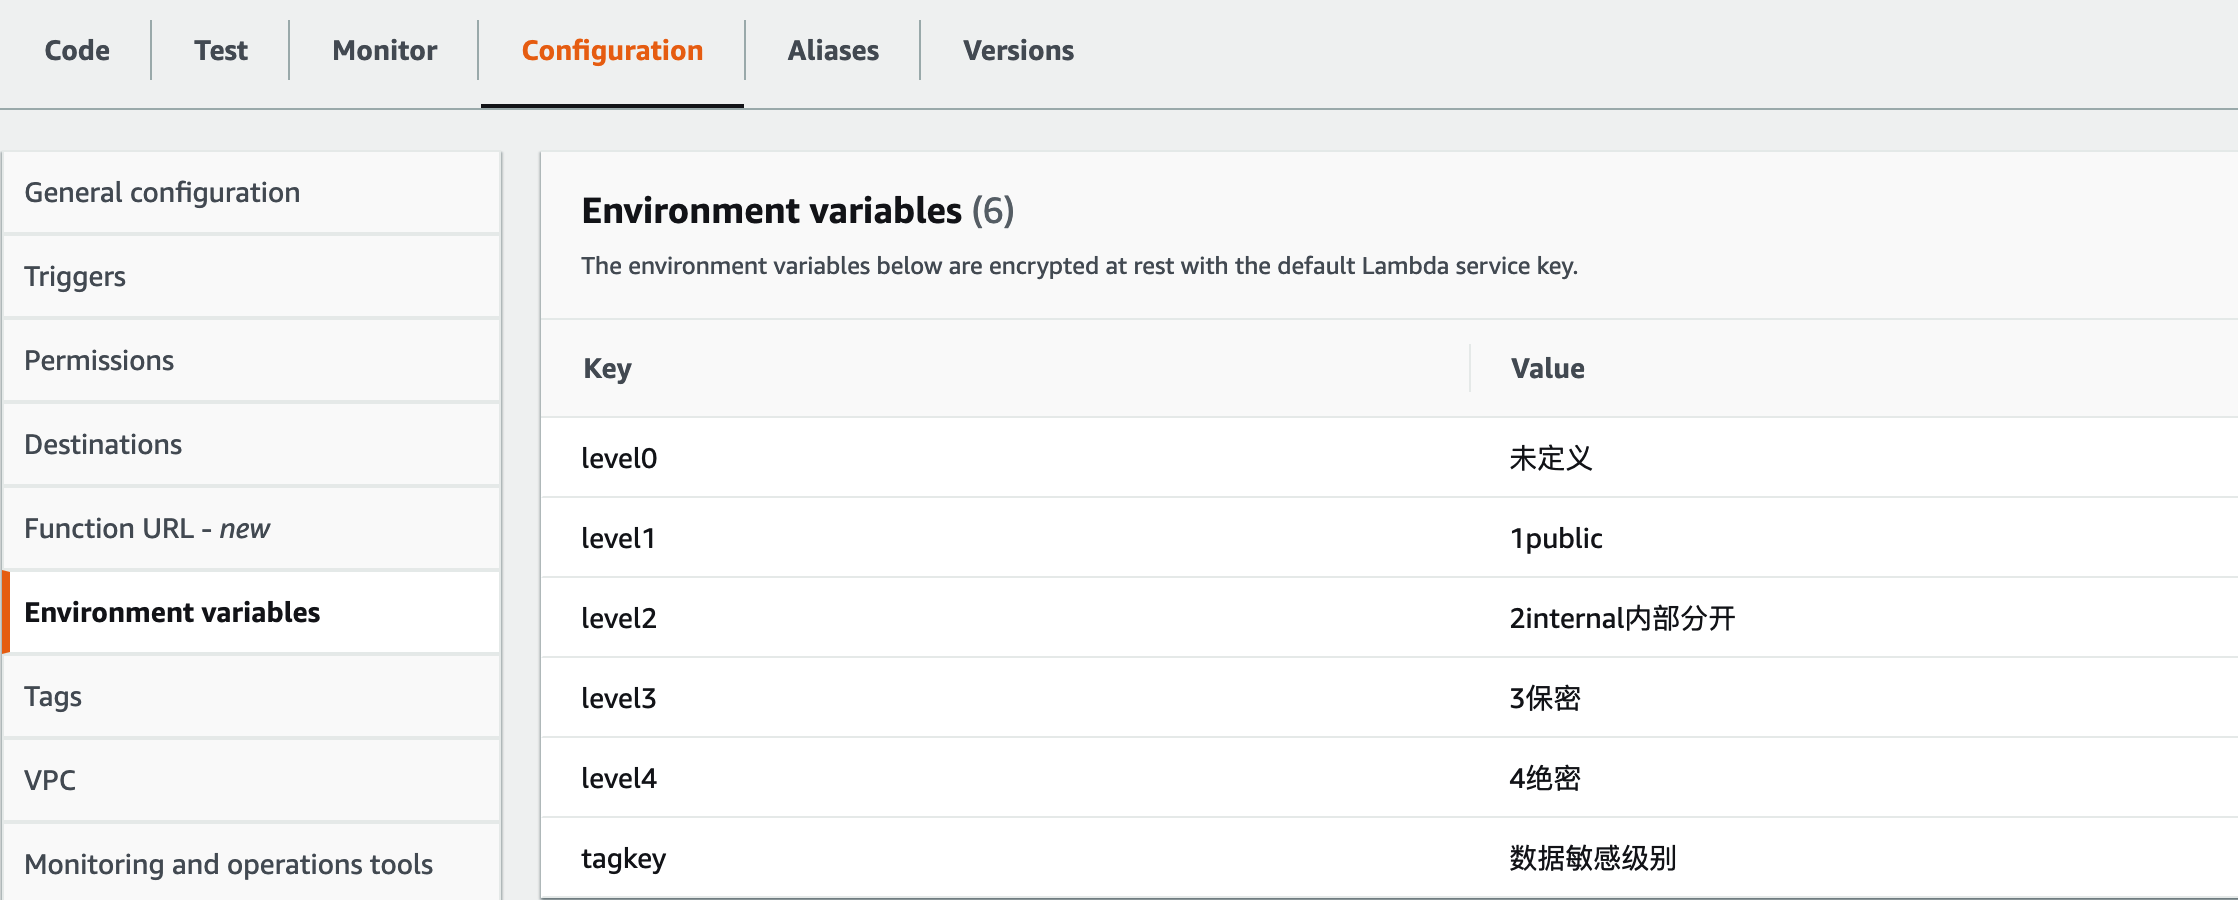 Code Test Monitor Configuration Aliases Versions
General configuration
Triggers
Permissions
Destinations
Function URL - new
Environment variables
Tags
VPC
Monitoring and operations tools
Environment variables (6)
The environment variables below are encrypted at rest with the default Lambda service key.
Key Value
level0 未定义
level1 1public
level2 2internal内部分开
level3 3保密
level4 4绝密
tagkey 数据敏感级别